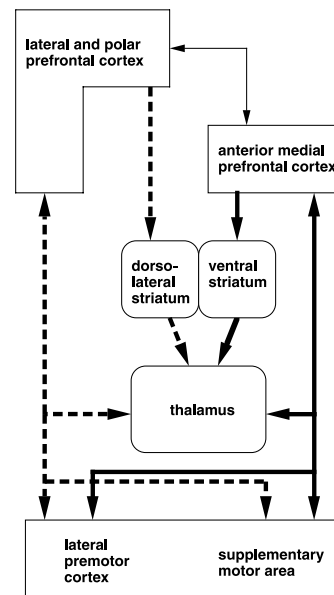 lateral and polar
prefrontal cortex
anterior medial
prefrontal cortex
dorso-
lateral
striatum
ventral
striatum
thalamus
lateral
premotor
cortex
supplementary
motor area